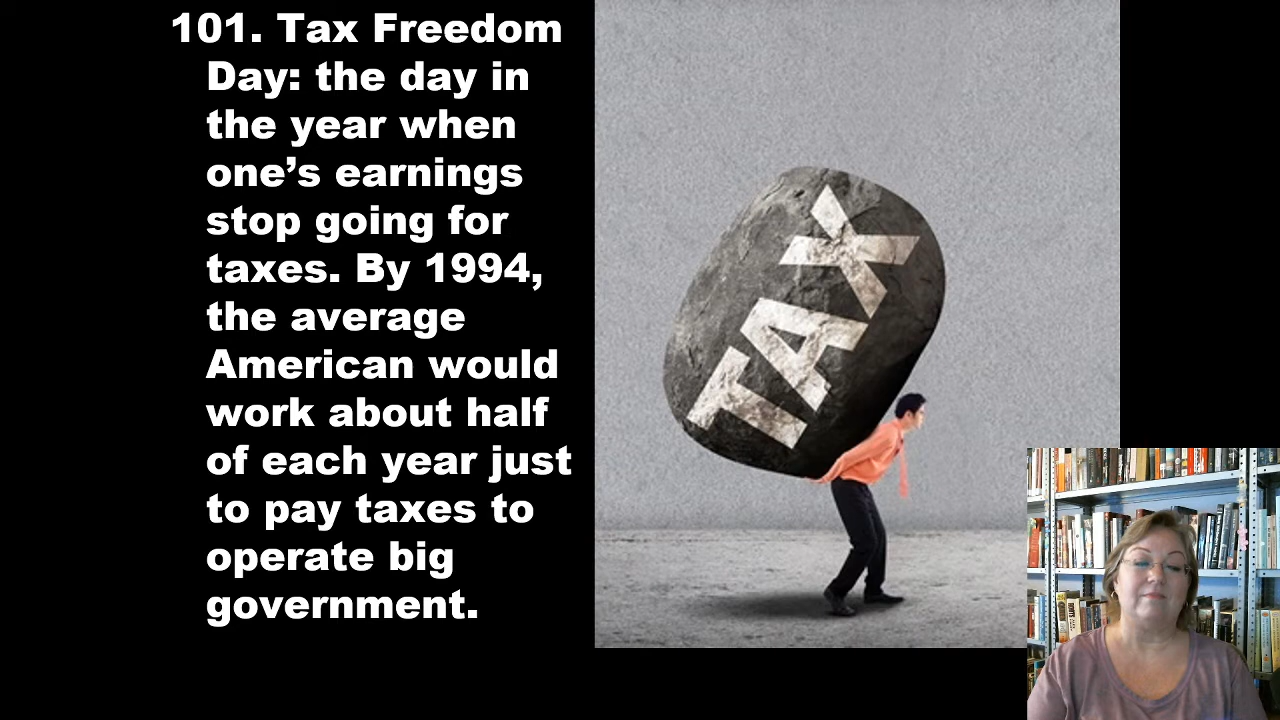 101. Tax Freedom
Day: the day in
the year when
one’s earnings
stop going for
taxes. By 1994,
the average
American would
work about half
of each year just
to pay taxes to
operate big
government.
TAX